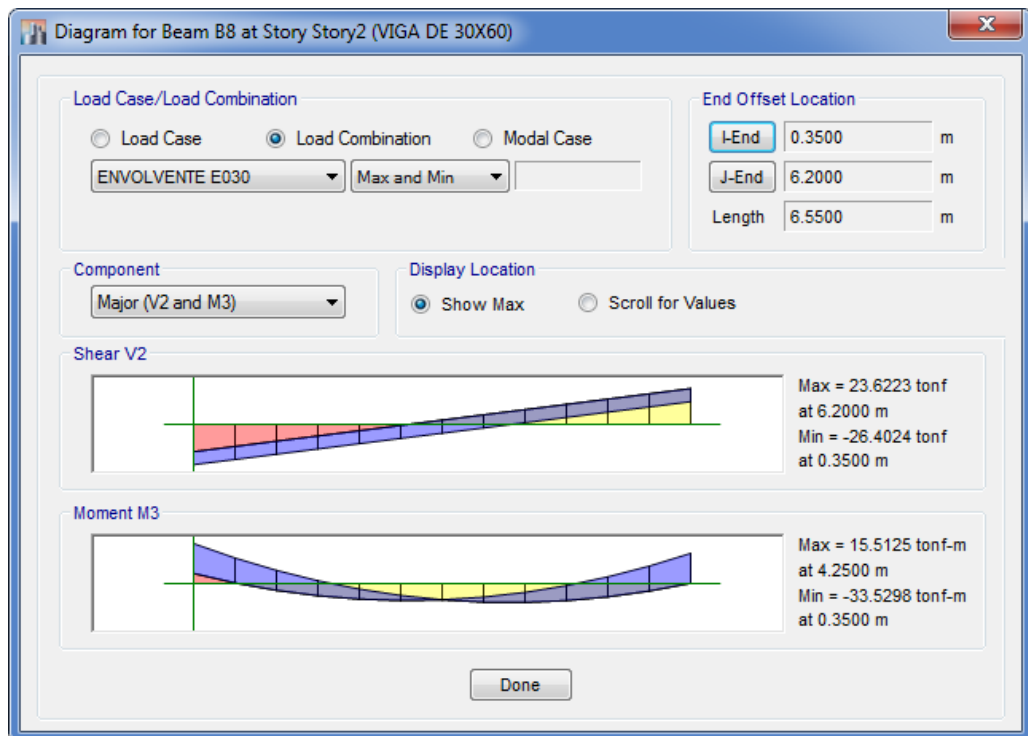 Diagram for Beam B8 at Story Story2 (VIGA DE 30X60)
Load Case/Load Combination
Load Case Load Combination Modal Case
ENVOLVENTE E030 Max and Min
End Offset Location
I-End 0.3500 m
J-End 6.2000 m
Length 6.5500 m
Component
Major (V2 and M3)
Display Location
Show Max Scroll for Values
Shear V2
Max = 23.6223 tonf
at 6.2000 m
Min = -26.4024 tonf
at 0.3500 m
Moment M3
Max = 15.5125 tonf-m
at 4.2500 m
Min = -33.5298 tonf-m
at 0.3500 m
Done